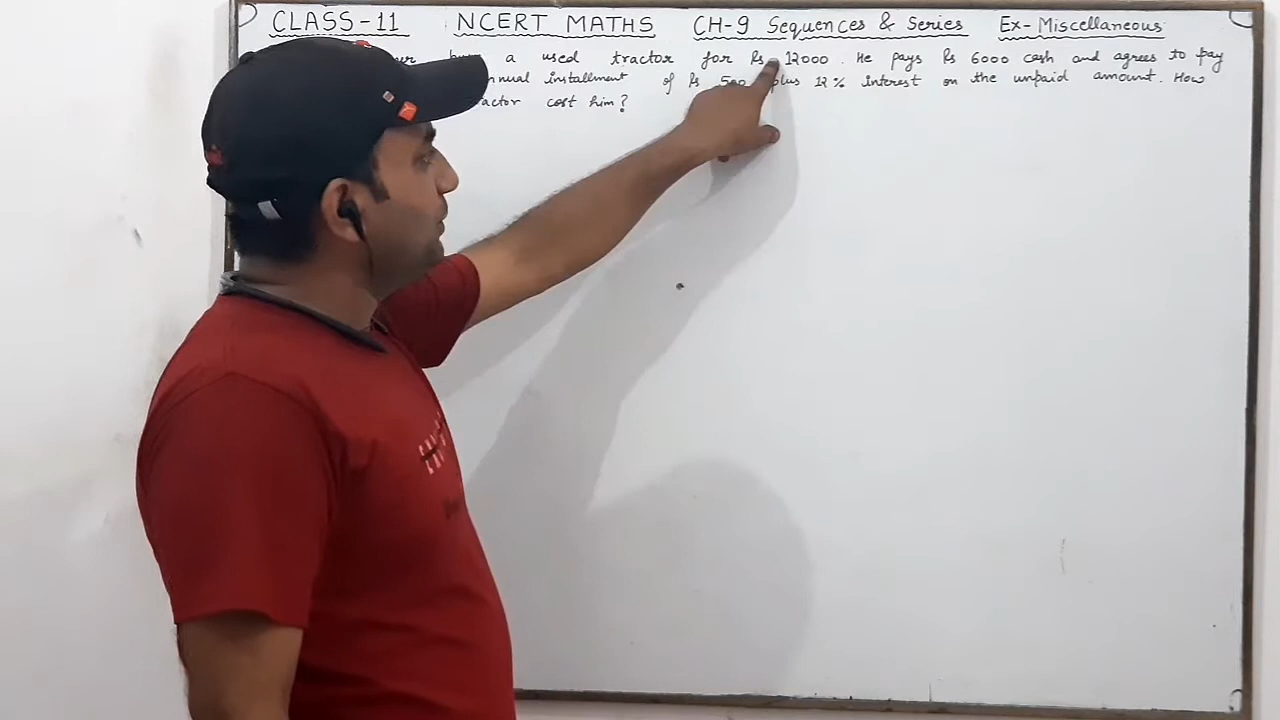 CLASS-11 NCERT MATHS CH-9 Sequences & Series Ex- Miscellaneous
a used tractor for Rs 12000. He pays Rs 6000 cash and agrees to pay
installment of Rs 500 plus 12% interest on the unpaid amount. How
cost him?